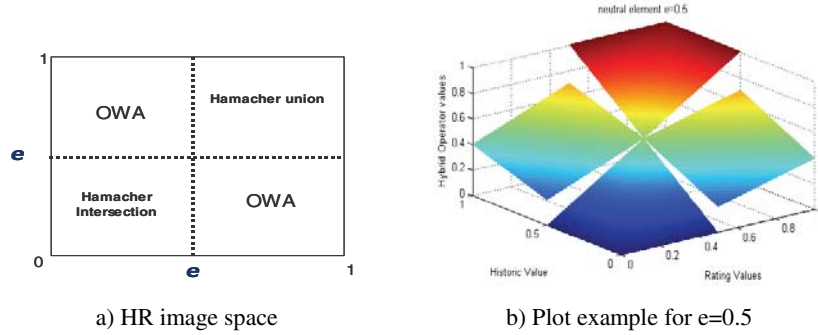 1
OWA
Hamacher union
e
Hamacher
Intersection
OWA
0
e
1
a) HR image space
neutral element e=0.5
Hybrid Operator values
1
0.8
0.6
0.4
0.2
0
1
0.5
0
0
0.2
0.4
0.6
0.8
Historic Value
Rating Values
b) Plot example for e=0.5